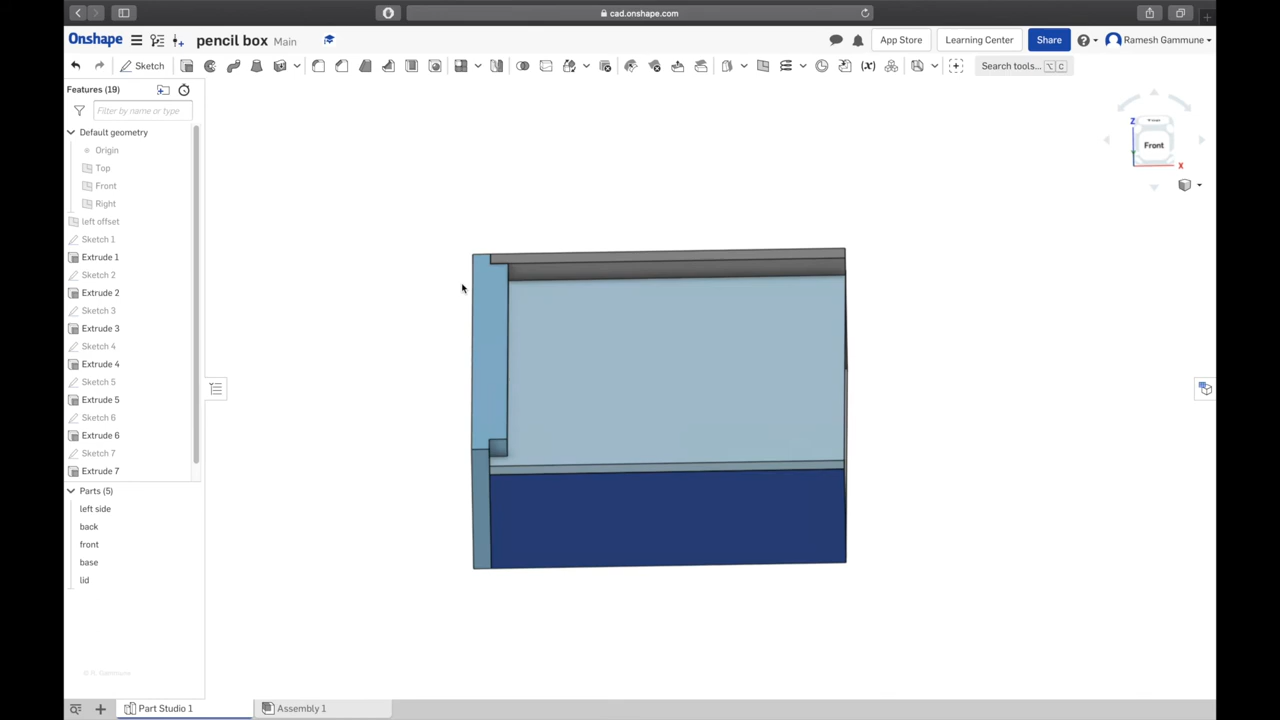 cad.onshape.com
Onshape
pencil box Main
App Store
Learning Center
Share
Ramesh Gammune
Sketch
Search tools... ⌥ C
Features (19)
Filter by name or type
Default geometry
Origin
Top
Front
Right
left offset
Sketch 1
Extrude 1
Sketch 2
Extrude 2
Sketch 3
Extrude 3
Sketch 4
Extrude 4
Sketch 5
Extrude 5
Sketch 6
Extrude 6
Sketch 7
Extrude 7
Parts (5)
left side
back
front
base
lid
Z
Front
X
© R. Gammune
Part Studio 1
Assembly 1